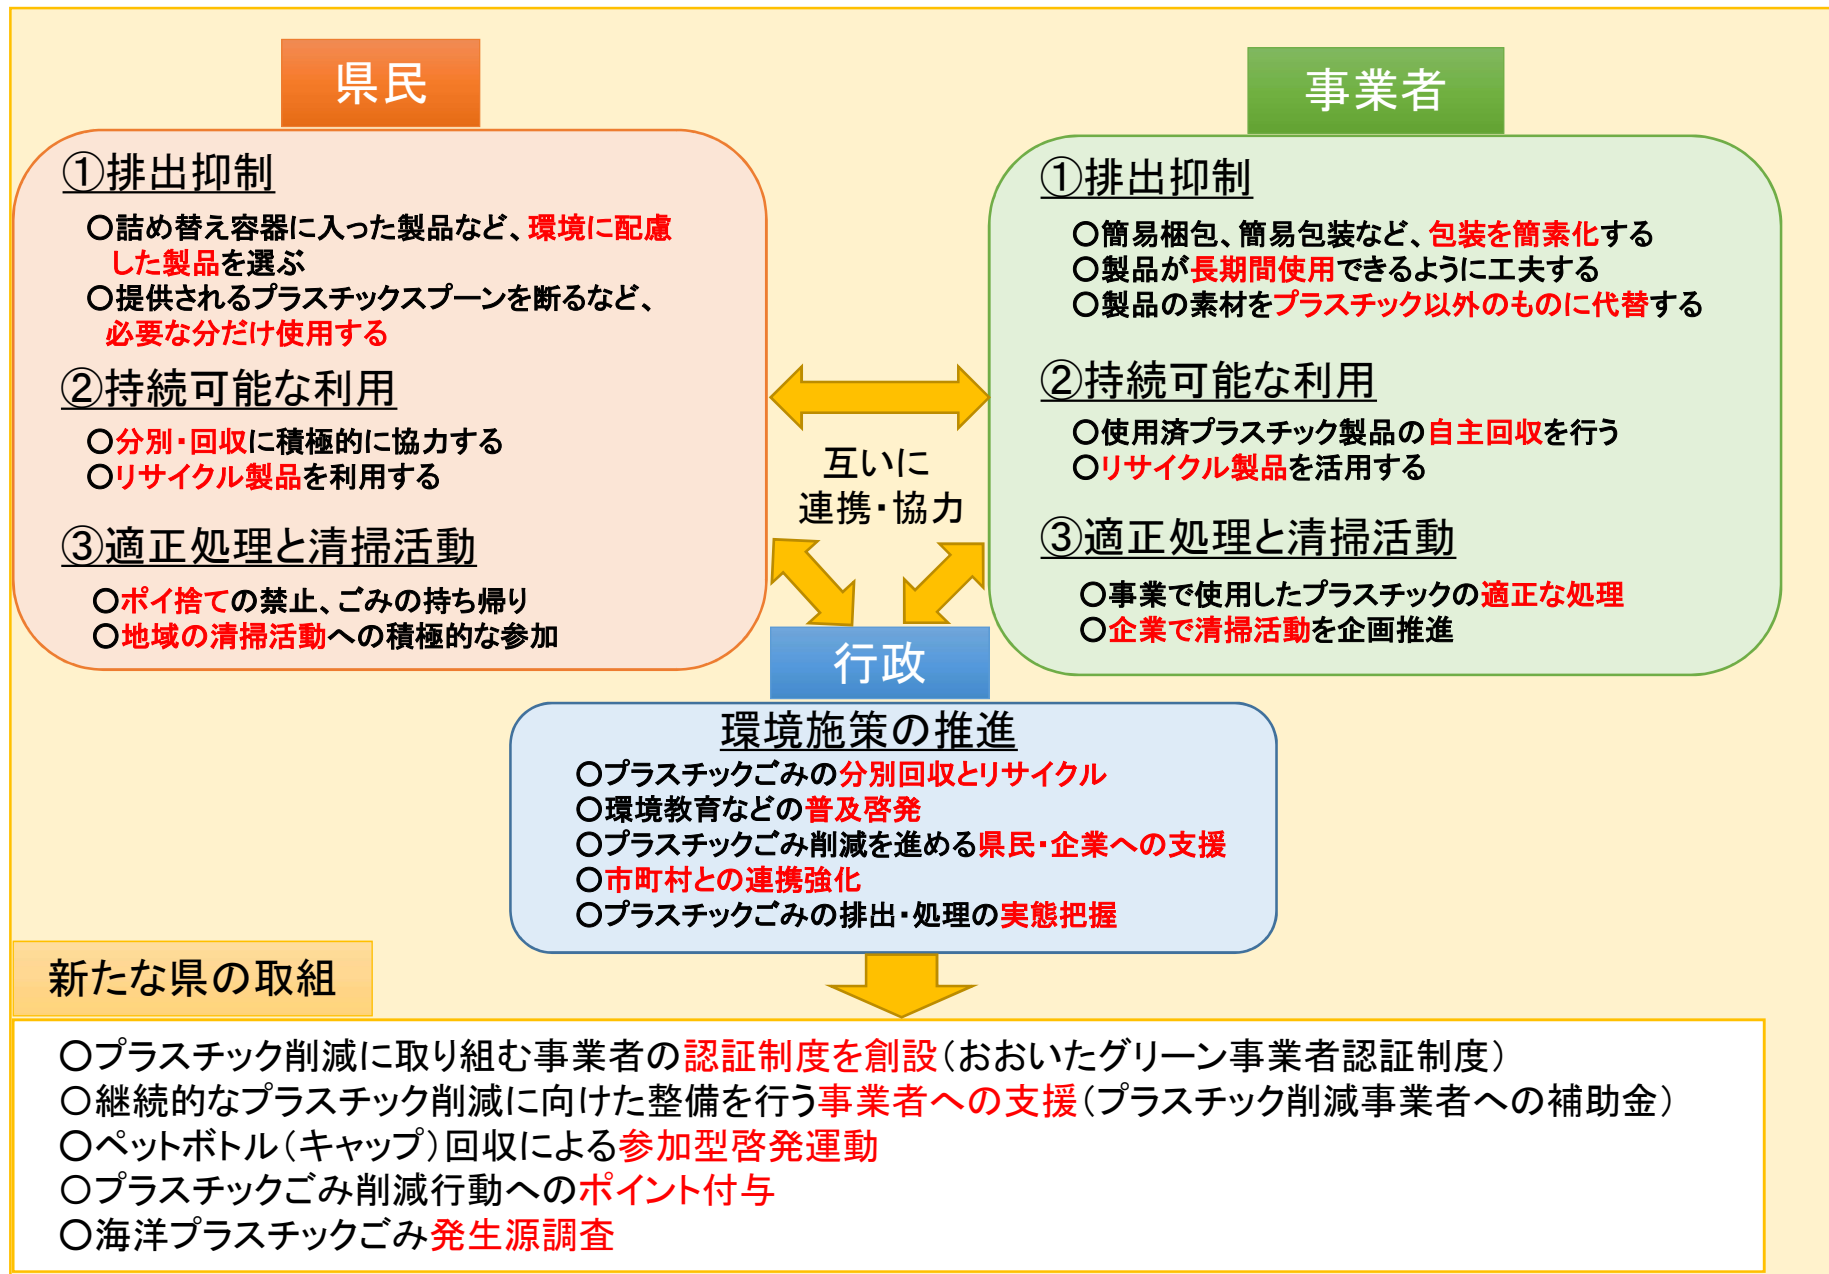 県民
①排出抑制
○詰め替え容器に入った製品など、環境に配慮
した製品を選ぶ
○提供されるプラスチックスプーンを断るなど、
必要な分だけ使用する
②持続可能な利用
○分別・回収に積極的に協力する
○リサイクル製品を利用する
③適正処理と清掃活動
○ポイ捨ての禁止、ごみの持ち帰り
○地域の清掃活動への積極的な参加
事業者
①排出抑制
○簡易梱包、簡易包装など、包装を簡素化する
○製品が長期間使用できるように工夫する
○製品の素材をプラスチック以外のものに代替する
②持続可能な利用
○使用済プラスチック製品の自主回収を行う
○リサイクル製品を活用する
③適正処理と清掃活動
○事業で使用したプラスチックの適正な処理
○企業で清掃活動を企画推進
互いに
連携・協力
行政
環境施策の推進
○プラスチックごみの分別回収とリサイクル
○環境教育などの普及啓発
○プラスチックごみ削減を進める県民・企業への支援
○市町村との連携強化
○プラスチックごみの排出・処理の実態把握
新たな県の取組
○プラスチック削減に取り組む事業者の認証制度を創設（おおいたグリーン事業者認証制度）
○継続的なプラスチック削減に向けた整備を行う事業者への支援（プラスチック削減事業者への補助金）
○ペットボトル（キャップ）回収による参加型啓発運動
○プラスチックごみ削減行動へのポイント付与
○海洋プラスチックごみ発生源調査